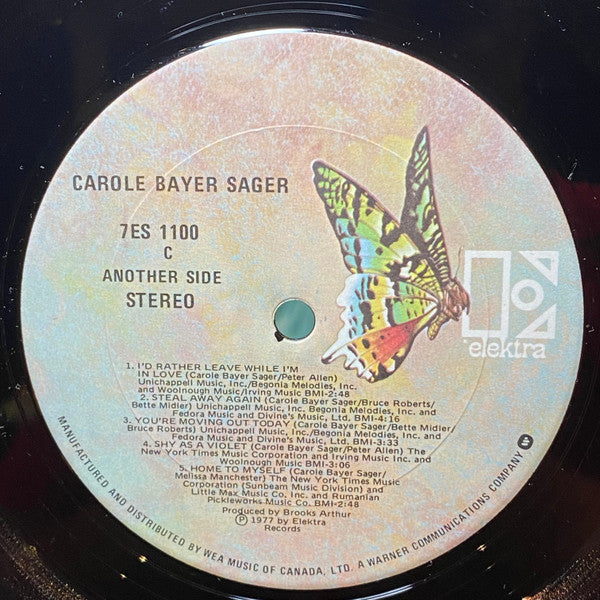 CAROLE BAYER SAGER
7ES 1100
C
ANOTHER SIDE
STEREO
elektra
1. I'D RATHER LEAVE WHILE I'M
IN LOVE (Carole Bayer Sager/Peter Allen)
Unichappell Music, Inc./Begonia Melodies, Inc.
and Woolnough Music/Irving Music BMI-2:48
2. STEAL AWAY AGAIN (Carole Bayer Sager/Bruce Roberts/
Bette Midler) Unichappell Music, Inc. Begonia Melodies, Inc.
and Fedora Music and Divine's Music, Ltd. BMI-4:16
3. YOU'RE MOVING OUT TODAY (Carole Bayer Sager/Bette Midler/
Bruce Roberts) Unichappell Music, Inc./Begonia Melodies, Inc.
Fedora Music and Divine's Music, Ltd. BMI-3:33
4. SHY AS A VIOLET (Carole Bayer Sager/Peter Allen) The
New York Times Music Corporation and Irving Music Inc. and
Woolnough Music BMI-3:06
5. HOME TO MYSELF (Carole Bayer Sager/
Melissa Manchester) The New York Times Music
Corporation (Sunbeam Music Division) and
Little Max Music Co. Inc. and Rumanian
Pickleworks Music Co. BMI-2:48
Produced by Brooks Arthur
Ⓟ 1977 by Elektra
Records
MANUFACTURED AND DISTRIBUTED BY WEA MUSIC OF CANADA, LTD. A WARNER COMMUNICATIONS COMPANY